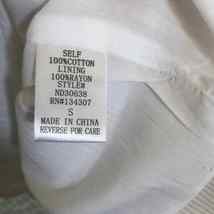 SELF
100%COTTON
LINING
100%RAYON
STYLE#
ND30638
RN#134307
S
MADE IN CHINA
REVERSE FOR CARE